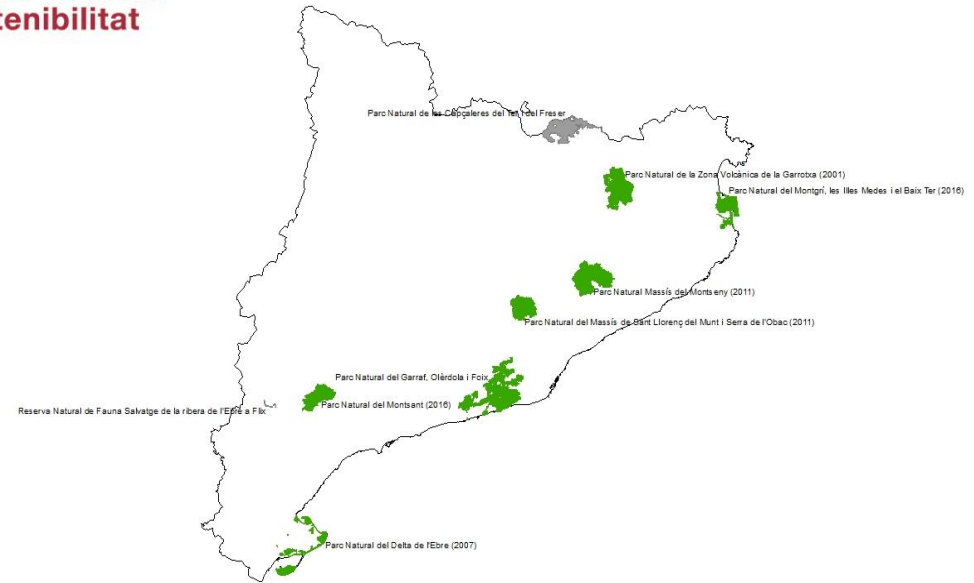 tenibilitat
Parc Natural de les Capçaleres del Ter i del Freser
Parc Natural de la Zona Volcànica de la Garrotxa (2001)
Parc Natural del Montgrí, les Illes Medes i el Baix Ter (2016)
Parc Natural Massís del Montseny (2011)
Parc Natural del Massís de Sant Llorenç del Munt i Serra de l'Obac (2011)
Parc Natural del Garraf, Olèrdola i Foix
Parc Natural del Montsant (2016)
Reserva Natural de Fauna Salvatge de la ribera de l'Ebre a Flix
Parc Natural del Delta de l'Ebre (2007)